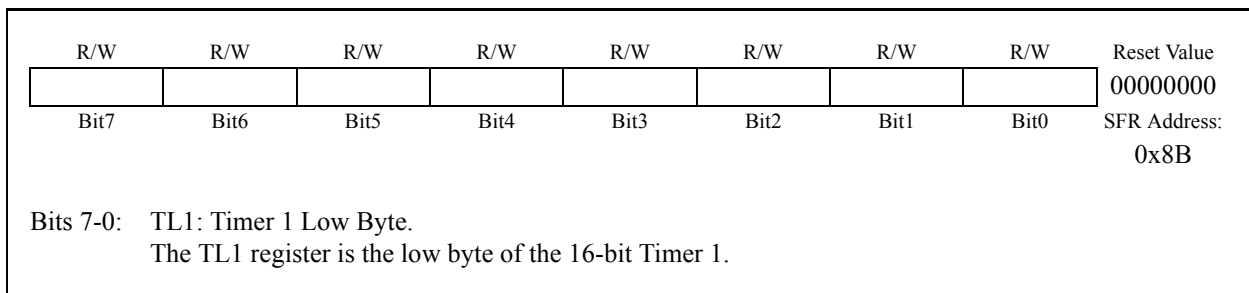 R/W R/W R/W R/W R/W R/W R/W R/W Reset Value
00000000
Bit7 Bit6 Bit5 Bit4 Bit3 Bit2 Bit1 Bit0 SFR Address:
0x8B
Bits 7-0: TL1: Timer 1 Low Byte.
The TL1 register is the low byte of the 16-bit Timer 1.